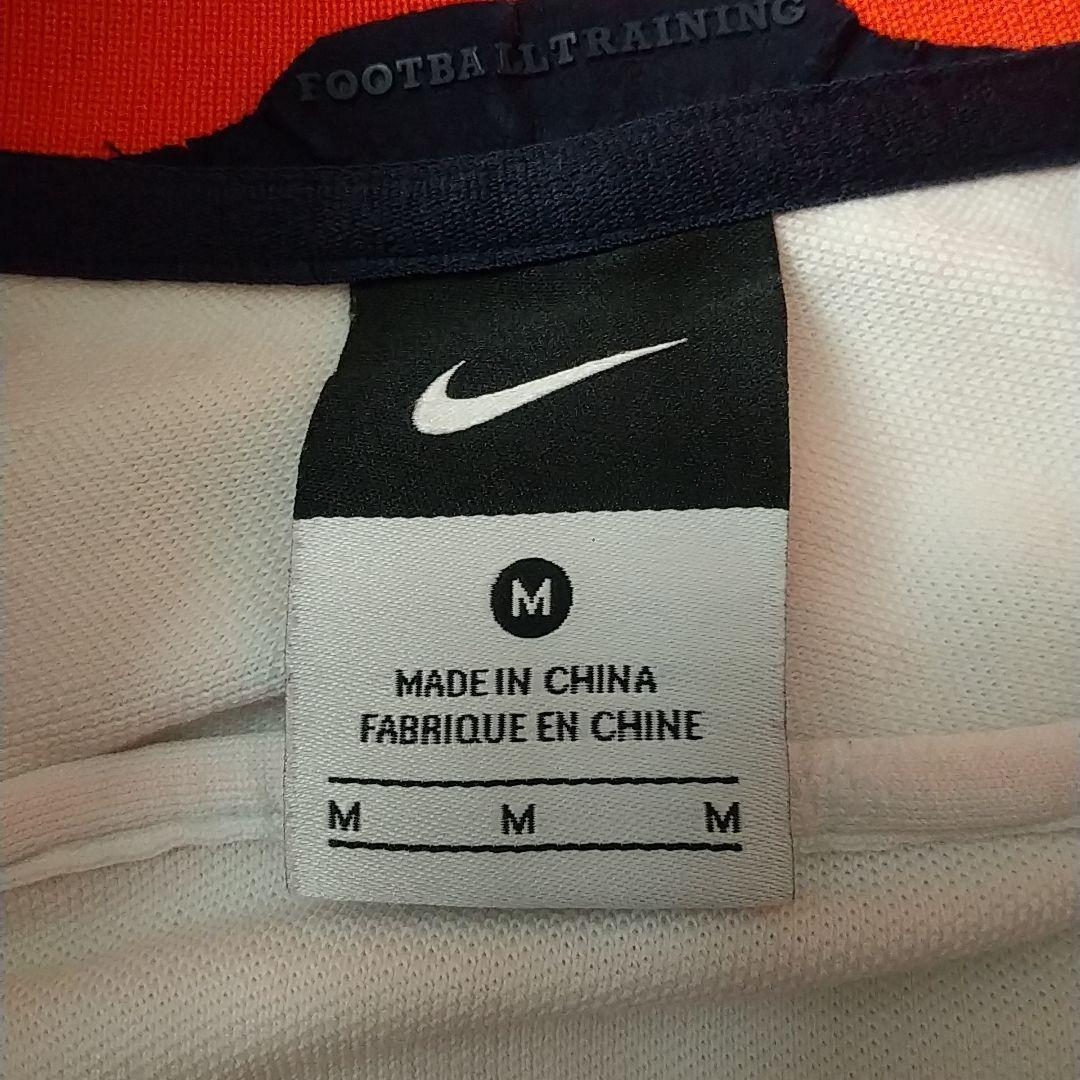 FOOTBALLTRAINING
M
MADE IN CHINA
FABRIQUE EN CHINE
M M M